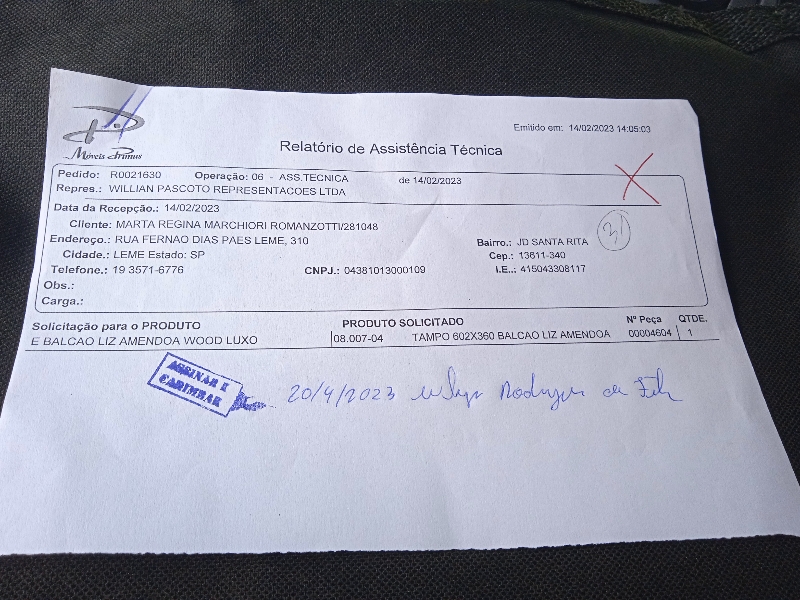 Emitido em: 14/02/2023 14:05:03
Móveis Primus
Relatório de Assistência Técnica
Pedido: R0021630 Operação: 06 - ASS.TECNICA de 14/02/2023
Repres.: WILLIAN PASCOTO REPRESENTACOES LTDA
Data da Recepção.: 14/02/2023
Cliente: MARTA REGINA MARCHIORI ROMANZOTTI/281048
Endereço.: RUA FERNAO DIAS PAES LEME, 310 Bairro.: JD SANTA RITA
Cidade.: LEME Estado: SP Cep.: 13611-340
Telefone.: 19 3571-6776 CNPJ.: 04381013000109 I.E..: 415043308117
Obs.:
Carga.:
Solicitação para o PRODUTO PRODUTO SOLICITADO Nº Peça QTDE.
E BALCAO LIZ AMENDOA WOOD LUXO 08.007-04 TAMPO 602X360 BALCAO LIZ AMENDOA 00004604 1
ASSINAR E
CARIMBAR
20/4/2023